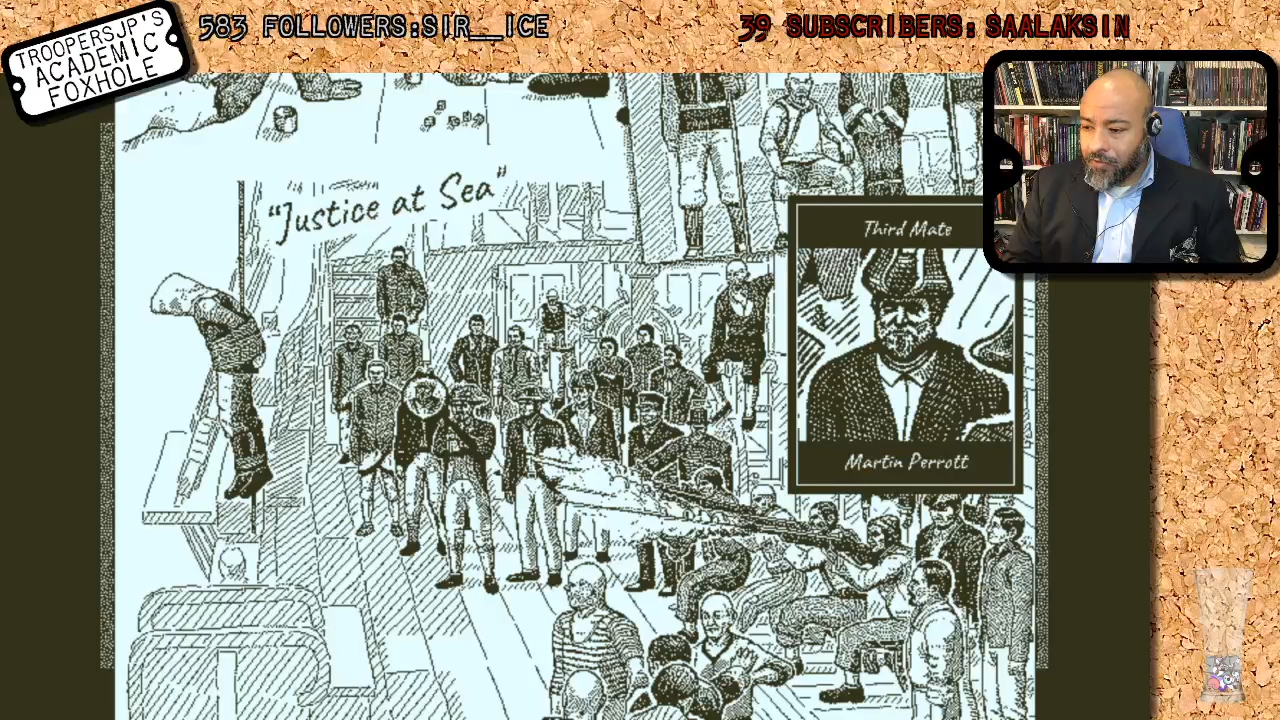 TROOPERSJP'S
ACADEMIC
FOXHOLE
583 FOLLOWERS:SIR__ICE
39 SUBSCRIBERS: SAALAKSIN
"Justice at Sea"
Third Mate
Martin Perrott